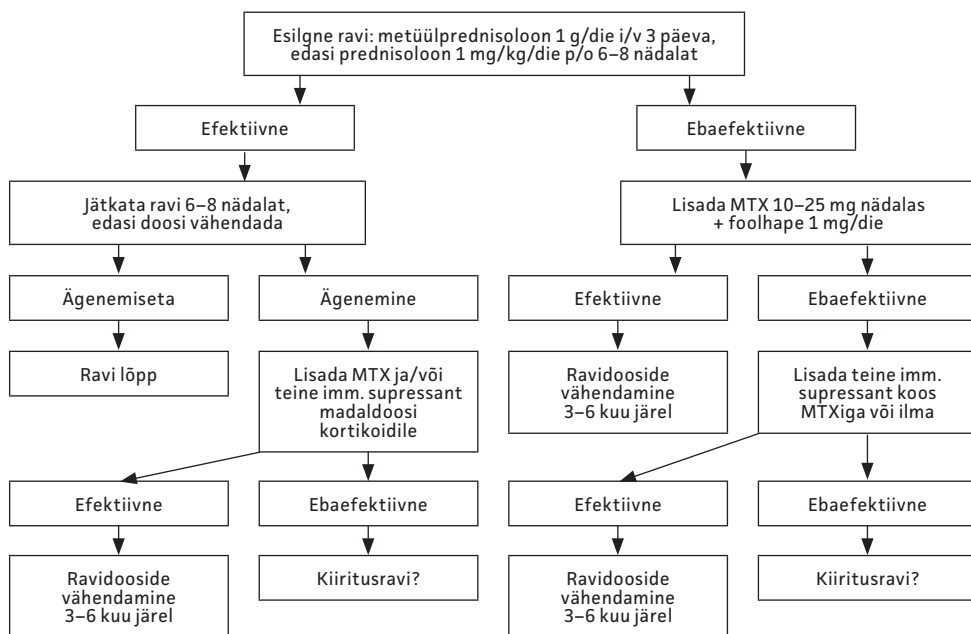 Esilgne ravi: metüülprednisoloon 1 g/die i/v 3 päeva,
edasi prednisoloon 1 mg/kg/die p/o 6–8 nädalat
Efektiivne
Ebaefektiivne
Jätkata ravi 6–8 nädalat,
edasi doosi vähendada
Lisada MTX 10–25 mg nädalas
+ foolhape 1 mg/die
Ägenemiseta
Ägenemine
Efektiivne
Ebaefektiivne
Ravi lõpp
Lisada MTX ja/või
teine imm. supressant
madaldoosi
kortikoidile
Ravidooside
vähendamine
3–6 kuu järel
Lisada teine imm.
supressant koos
MTXiga või ilma
Efektiivne
Ebaefektiivne
Efektiivne
Ebaefektiivne
Ravidooside
vähendamine
3–6 kuu järel
Kiiritusravi?
Ravidooside
vähendamine
3–6 kuu järel
Kiiritusravi?